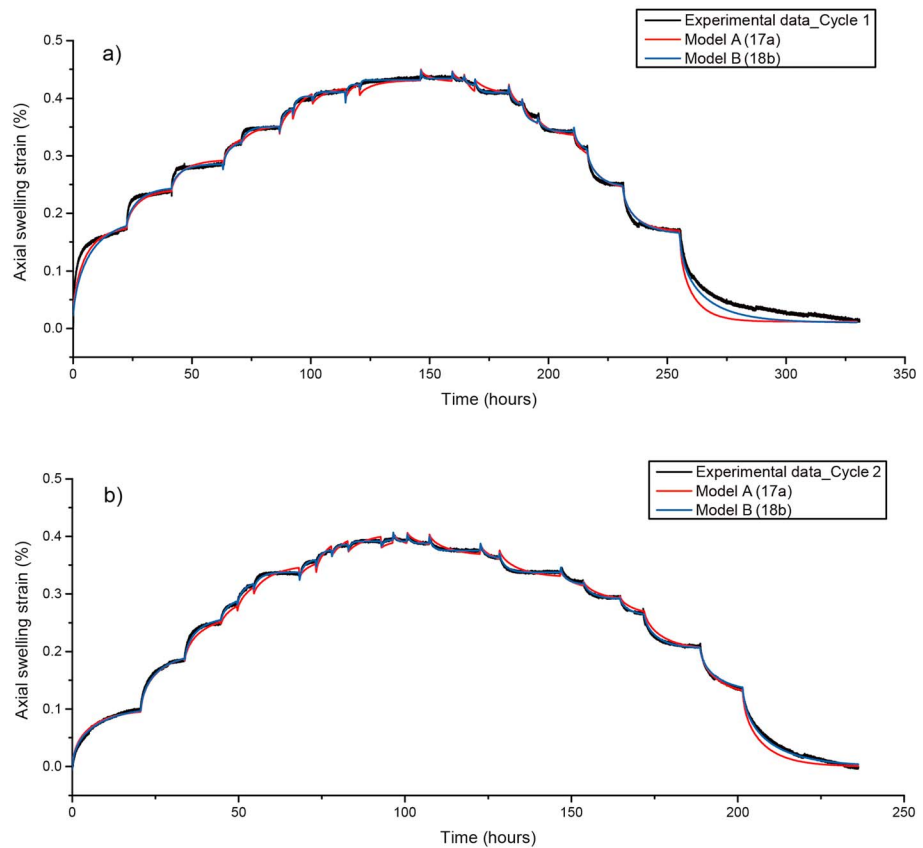 a)
Experimental data_Cycle 1
Model A (17a)
Model B (18b)
Axial swelling strain (%)
0.5
0.4
0.3
0.2
0.1
0.0
0 50 100 150 200 250 300 350
Time (hours)
b)
Experimental data_Cycle 2
Model A (17a)
Model B (18b)
Axial swelling strain (%)
0.5
0.4
0.3
0.2
0.1
0.0
0 50 100 150 200 250
Time (hours)